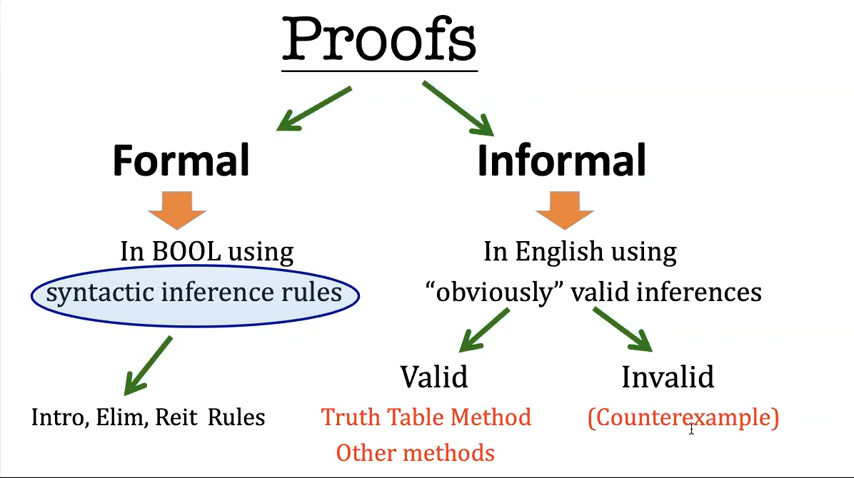 Proofs
Formal
Informal
In BOOL using
syntactic inference rules
In English using
“obviously” valid inferences
Valid
Invalid
Intro, Elim, Reit Rules
Truth Table Method
Other methods
(Counterexample)